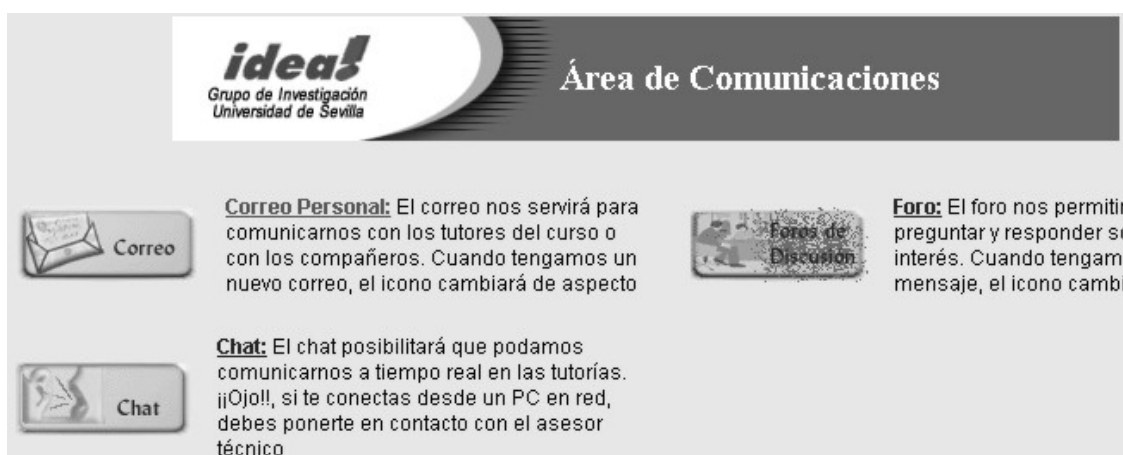 idea!
Grupo de Investigación
Universidad de Sevilla
Área de Comunicaciones
Correo
Correo Personal: El correo nos servirá para
comunicarnos con los tutores del curso o
con los compañeros. Cuando tengamos un
nuevo correo, el icono cambiará de aspecto
Foros de
Discusión
Foro: El foro nos
preguntar y responder
interés. Cuando
mensaje, el icono
Chat
Chat: El chat posibilitará que podamos
comunicarnos a tiempo real en las tutorías.
¡¡Ojo!!, si te conectas desde un PC en red,
debes ponerte en contacto con el asesor
técnico